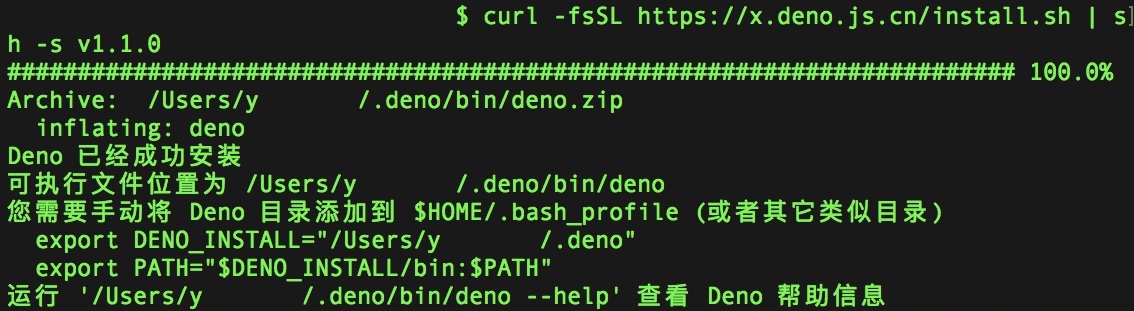 $ curl -fsSL https://x.deno.js.cn/install.sh | s
h -s v1.1.0
######################################################################## 100.0%
Archive:  /Users/y /.deno/bin/deno.zip
  inflating: deno
Deno 已经成功安装
可执行文件位置为 /Users/y /.deno/bin/deno
您需要手动将 Deno 目录添加到 $HOME/.bash_profile (或者其它类似目录)
  export DENO_INSTALL="/Users/y /.deno"
  export PATH="$DENO_INSTALL/bin:$PATH"
运行 '/Users/y /.deno/bin/deno --help' 查看 Deno 帮助信息